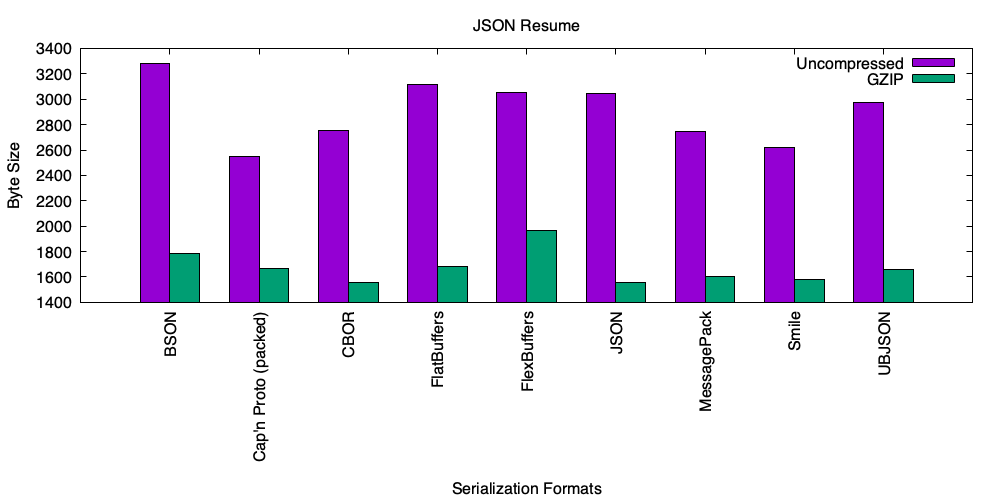 JSON Resume
Uncompressed
GZIP
Byte Size
3400
3200
3000
2800
2600
2400
2200
2000
1800
1600
1400
BSON
Cap'n Proto (packed)
CBOR
FlatBuffers
FlexBuffers
JSON
MessagePack
Smile
UBJSON
Serialization Formats